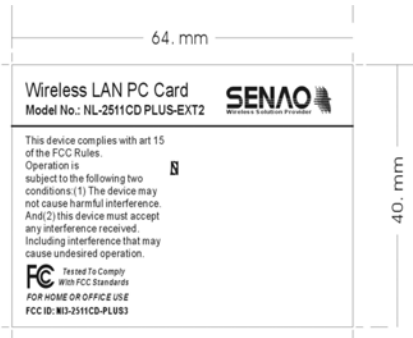 64. mm
Wireless LAN PC Card
Model No.: NL-2511CD PLUS-EXT2
SENAO
Wireless Solution Provider
This device complies with art 15
of the FCC Rules.
Operation is
subject to the following two
conditions:(1) The device may
not cause harmful interference.
And(2) this device must accept
any interference received.
Including interference that may
cause undesired operation.
FC Tested To Comply
With FCC Standards
FOR HOME OR OFFICE USE
FCC ID: NI3-2511CD-PLUS3
40. mm